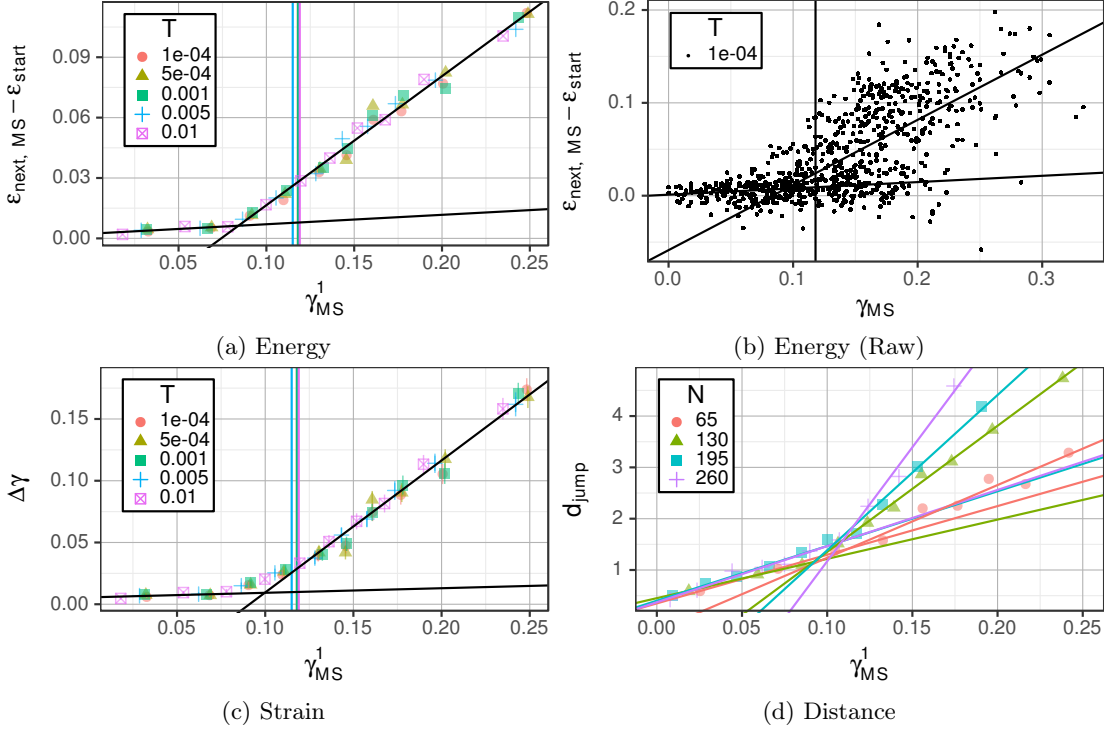 ε_next, MS − ε_start
0.09
0.06
0.03
0.00
T
1e-04
5e-04
0.001
0.005
0.01
0.05 0.10 0.15 0.20 0.25
γ¹_MS
(a) Energy
ε_next, MS − ε_start
0.2
0.1
0.0
T
1e-04
0.0 0.1 0.2 0.3
γ_MS
(b) Energy (Raw)
Δγ
0.15
0.10
0.05
0.00
T
1e-04
5e-04
0.001
0.005
0.01
0.05 0.10 0.15 0.20 0.25
γ¹_MS
(c) Strain
d_jump
4
3
2
1
N
65
130
195
260
0.00 0.05 0.10 0.15 0.20 0.25
γ¹_MS
(d) Distance